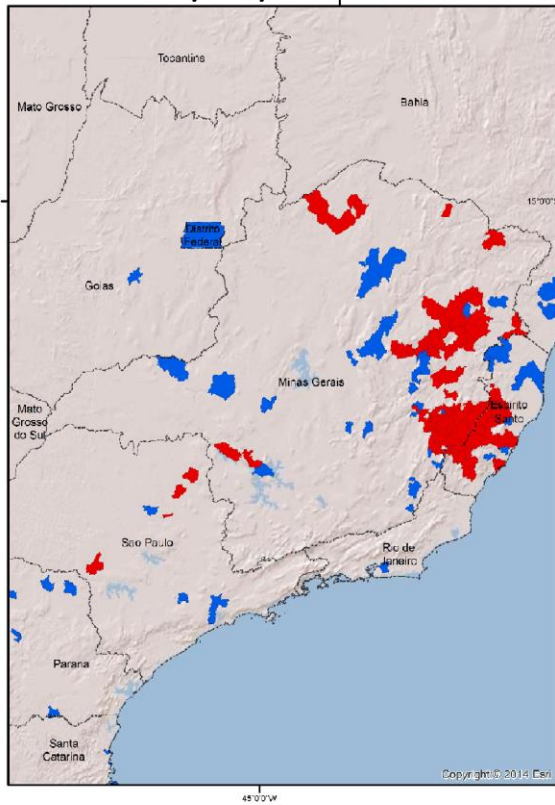 Tocantins
Mato Grosso
Bahia
15°0'0"S
Distrito
Federal
Goias
Minas Gerais
Mato
Grosso
do Sul
Espirito
Santo
Sao Paulo
Rio de
Janeiro
Parana
Santa
Catarina
Copyright:© 2014 Esri
45°0'0"W